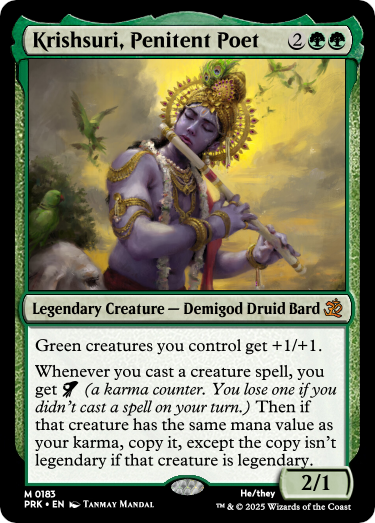 Krishsuri, Penitent Poet 2
Legendary Creature — Demigod Druid Bard
Green creatures you control get +1/+1.
Whenever you cast a creature spell, you
get (a karma counter. You lose one if you
didn't cast a spell on your turn.) Then if
that creature has the same mana value as
your karma, copy it, except the copy isn't
legendary if that creature is legendary.
2/1
M 0183
PRK • EN Tanmay Mandal
He/they
™ & © 2025 Wizards of the Coast